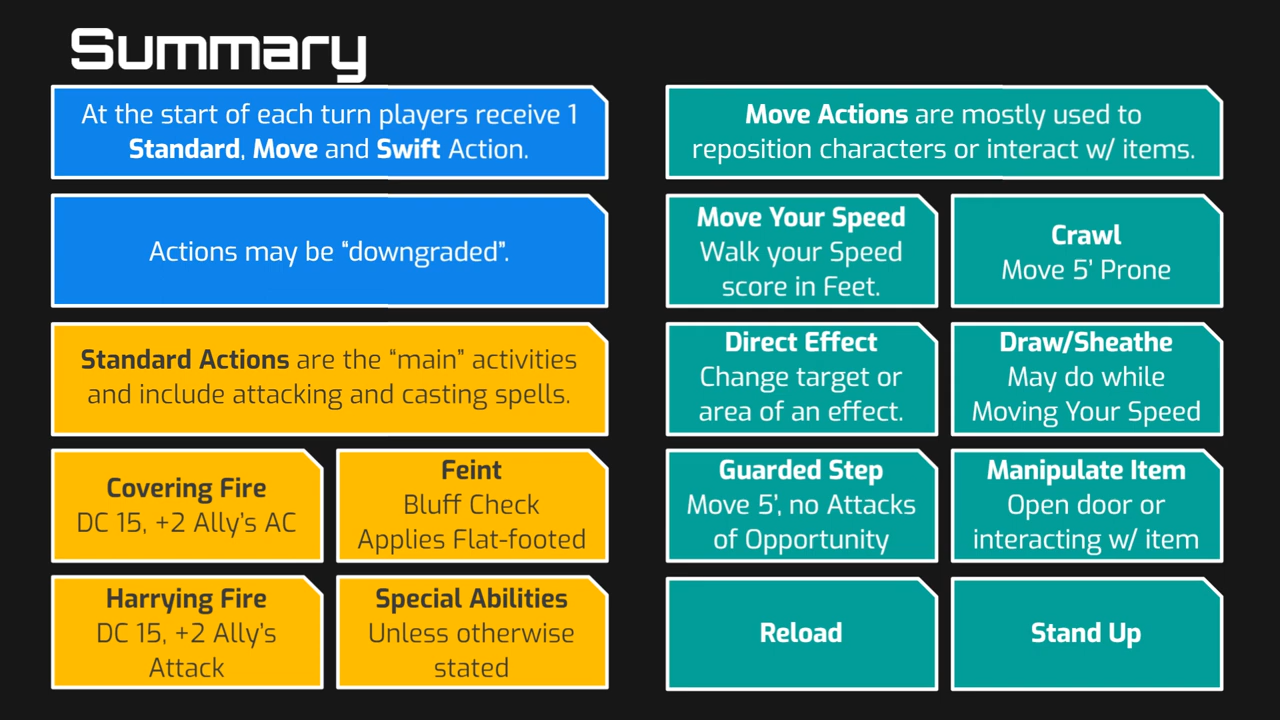 Summary
At the start of each turn players receive 1
Standard, Move and Swift Action.
Actions may be “downgraded”.
Standard Actions are the “main” activities
and include attacking and casting spells.
Covering Fire
DC 15, +2 Ally’s AC
Feint
Bluff Check
Applies Flat-footed
Harrying Fire
DC 15, +2 Ally’s
Attack
Special Abilities
Unless otherwise
stated
Move Actions are mostly used to
reposition characters or interact w/ items.
Move Your Speed
Walk your Speed
score in Feet.
Crawl
Move 5’ Prone
Direct Effect
Change target or
area of an effect.
Draw/Sheathe
May do while
Moving Your Speed
Guarded Step
Move 5’, no Attacks
of Opportunity
Manipulate Item
Open door or
interacting w/ item
Reload
Stand Up